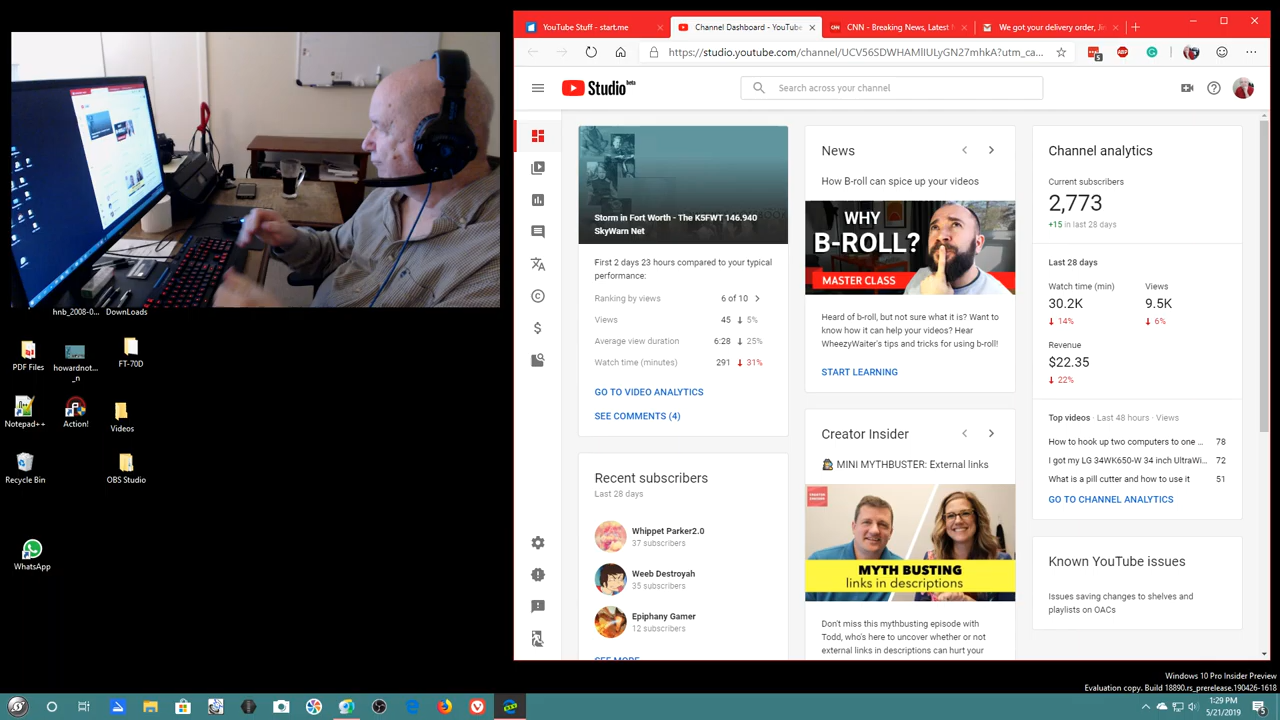 YouTube Stuff - start.me
Channel Dashboard - YouTube
CNN - Breaking News, Latest
We got your delivery order, Jim
https://studio.youtube.com/channel/UCV56SDWHAMlIULyGN27mhkA?utm_ca...
5
ABP
Studio beta
Search across your channel
Storm in Fort Worth - The K5FWT 146.940
SkyWarn Net
First 2 days 23 hours compared to your typical
performance:
Ranking by views 6 of 10
Views 45 5%
Average view duration 6:28 25%
Watch time (minutes) 291 31%
GO TO VIDEO ANALYTICS
SEE COMMENTS (4)
Recent subscribers
Last 28 days
Whippet Parker2.0
37 subscribers
Weeb Destroyah
35 subscribers
Epiphany Gamer
12 subscribers
SEE MORE
News
How B-roll can spice up your videos
WHY
B-ROLL?
MASTER CLASS
Heard of b-roll, but not sure what it is? Want to
know how it can help your videos? Hear
WheezyWaiter's tips and tricks for using b-roll!
START LEARNING
Creator Insider
MINI MYTHBUSTER: External links
MYTH BUSTING
links in descriptions
Don't miss this mythbusting episode with
Todd, who's here to uncover whether or not
external links in descriptions can hurt your
Channel analytics
Current subscribers
2,773
+15 in last 28 days
Last 28 days
Watch time (min) Views
30.2K 9.5K
14% 6%
Revenue
$22.35
22%
Top videos · Last 48 hours · Views
How to hook up two computers to one ... 78
I got my LG 34WK650-W 34 inch UltraWi... 72
What is a pill cutter and how to use it 51
GO TO CHANNEL ANALYTICS
Known YouTube issues
Issues saving changes to shelves and
playlists on OACs
hnb_2008-0... DownLoads
PDF Files howardnot..._n FT-70D
Notepad++ Action! Videos
Recycle Bin OBS Studio
WhatsApp
Windows 10 Pro Insider Preview
Evaluation copy. Build 18890.rs_prerelease.190426-1618
1:29 PM
5/21/2019
5